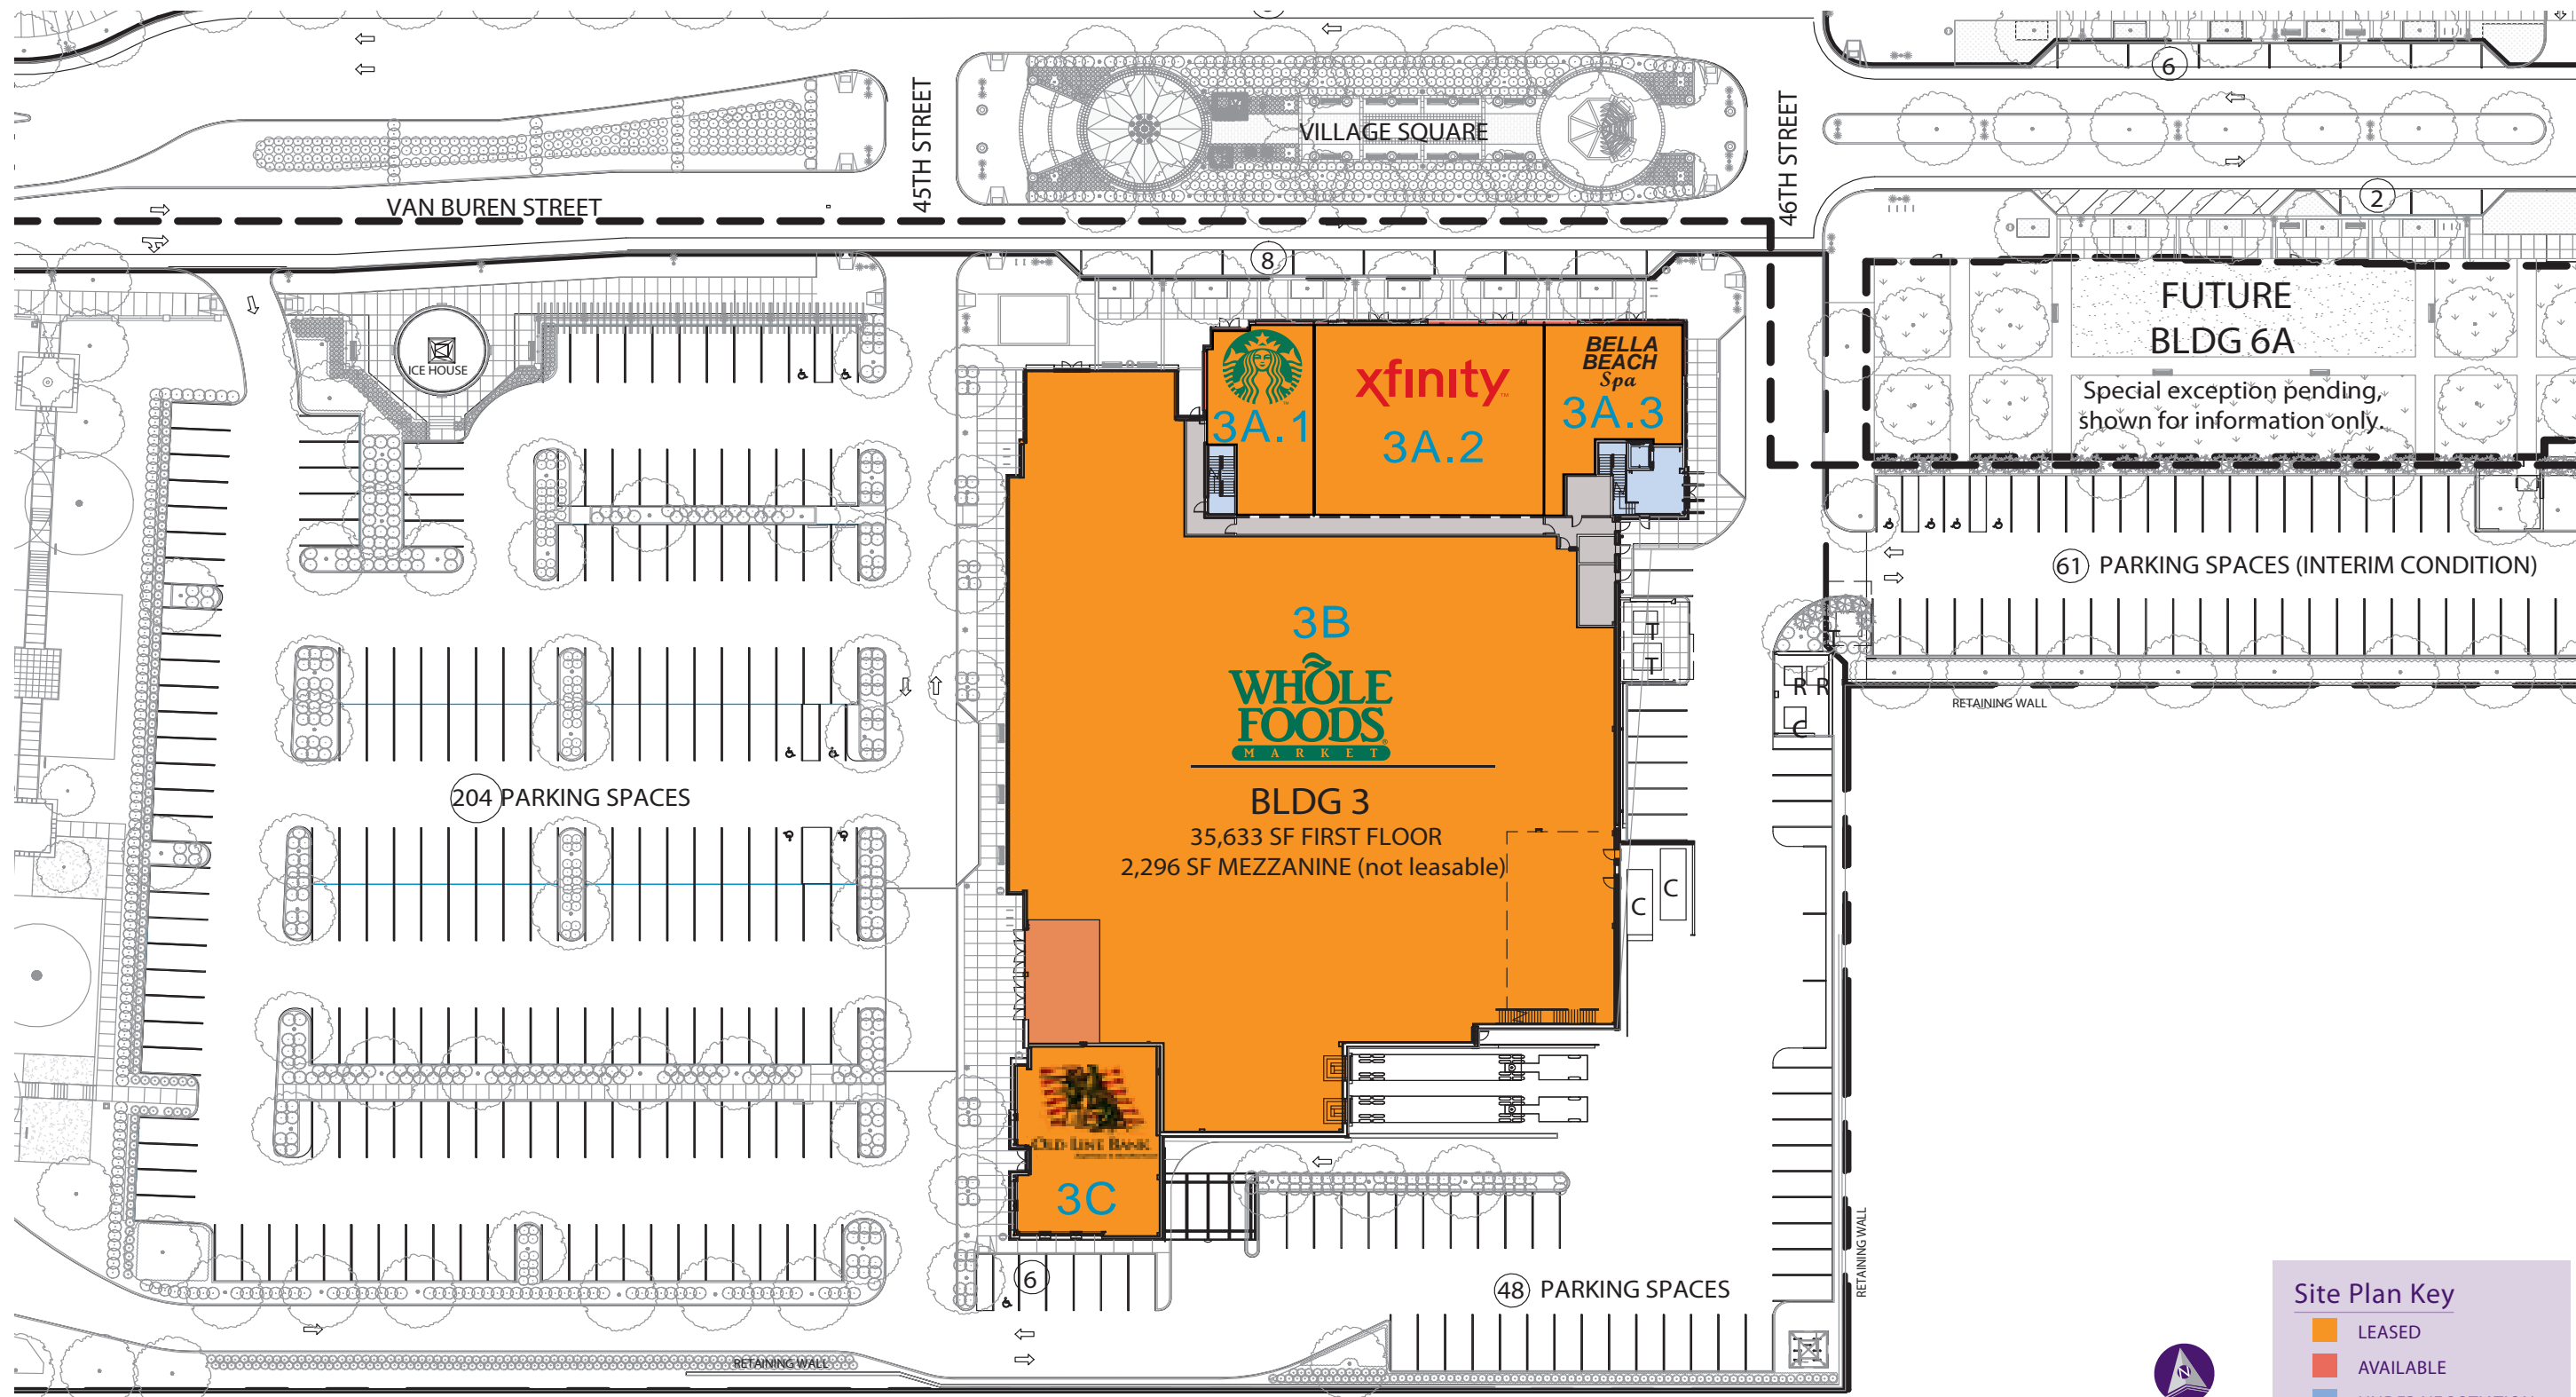 6
45TH STREET
46TH STREET
VILLAGE SQUARE
VAN BUREN STREET
2
8
FUTURE
BLDG 6A
Special exception pending,
shown for information only.
ICE HOUSE
3A.1
xfinity
3A.2
BELLA
BEACH
Spa
3A.3
61 PARKING SPACES (INTERIM CONDITION)
3B
WHOLE
FOODS
MARKET
T
T
T
R R
C
RETAINING WALL
204 PARKING SPACES
BLDG 3
35,633 SF FIRST FLOOR
2,296 SF MEZZANINE (not leasable)
C
C
OLD LINE BANK
3C
6
48 PARKING SPACES
RETAINING WALL
RETAINING WALL
N
Site Plan Key
LEASED
AVAILABLE